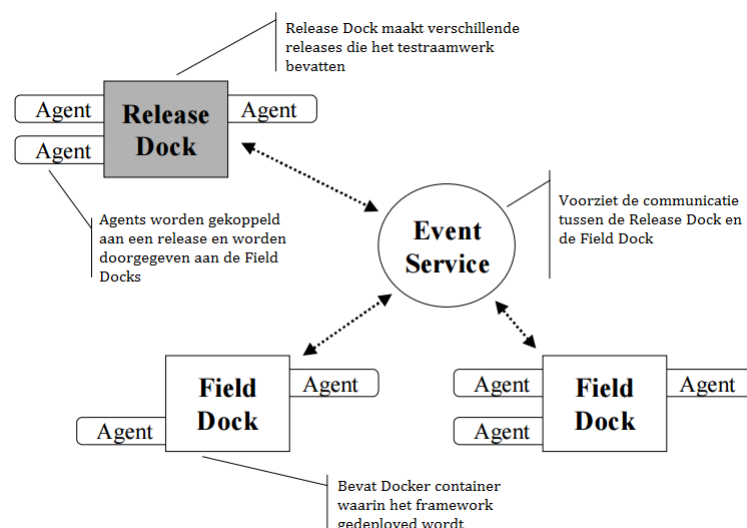 Release Dock maakt verschillende
releases die het testraamwerk
bevatten
Agent
Release
Dock
Agent
Agent
Agents worden gekoppeld
aan een release en worden
doorgegeven aan de Field
Docks
Event
Service
Voorziet de communicatie
tussen de Release Dock en
de Field Dock
Field
Dock
Agent
Agent
Agent
Field
Dock
Agent
Agent
Bevat Docker container
waarin het framework
gedeployed wordt